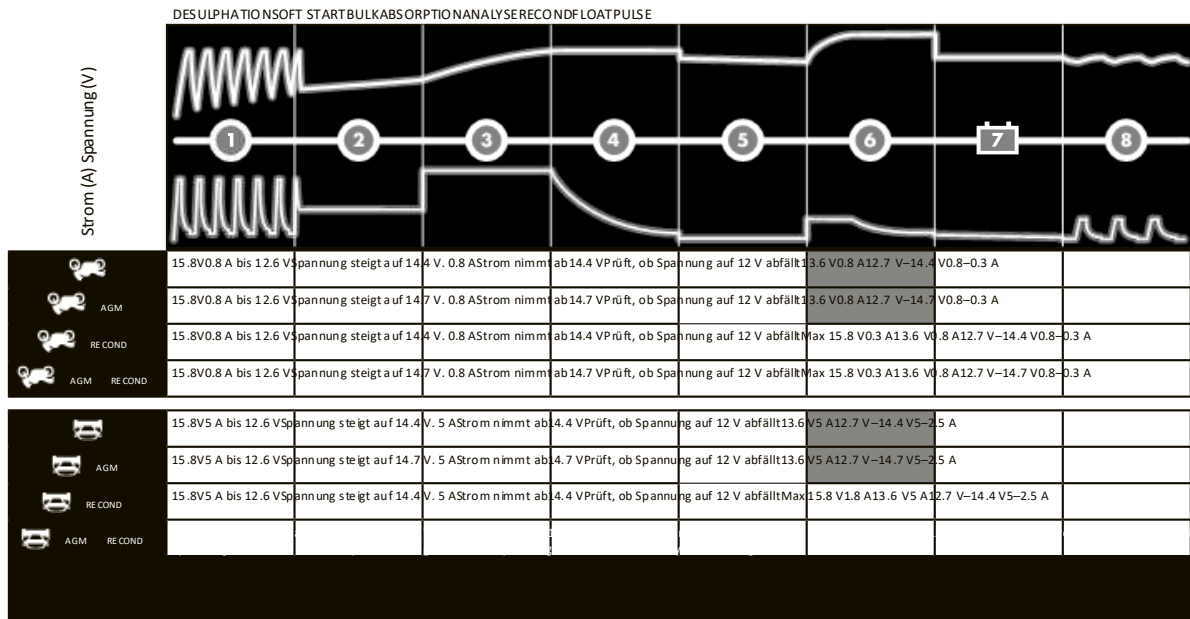 DESULPHATIONSOFT STARTBULKABSORPTIONANALYSERECONDFLOATPULSE
Strom (A) Spannung (V)
1 2 3 4 5 6 7 8
15.8V0.8 A bis 12.6 VSpannung steigt auf 14.4 V. 0.8 AStrom nimmt ab14.4 VPrüft, ob Spannung auf 12 V abfällt13.6 V0.8 A12.7 V–14.4 V0.8–0.3 A
AGM 15.8V0.8 A bis 12.6 VSpannung steigt auf 14.7 V. 0.8 AStrom nimmt ab14.7 VPrüft, ob Spannung auf 12 V abfällt13.6 V0.8 A12.7 V–14.7 V0.8–0.3 A
RECOND 15.8V0.8 A bis 12.6 VSpannung steigt auf 14.4 V. 0.8 AStrom nimmt ab14.4 VPrüft, ob Spannung auf 12 V abfälltMax 15.8 V0.3 A13.6 V0.8 A12.7 V–14.4 V0.8–0.3 A
AGM RECOND 15.8V0.8 A bis 12.6 VSpannung steigt auf 14.7 V. 0.8 AStrom nimmt ab14.7 VPrüft, ob Spannung auf 12 V abfälltMax 15.8 V0.3 A13.6 V0.8 A12.7 V–14.7 V0.8–0.3 A
15.8V5 A bis 12.6 VSpannung steigt auf 14.4 V. 5 AStrom nimmt ab14.4 VPrüft, ob Spannung auf 12 V abfällt13.6 V5 A12.7 V–14.4 V5–2.5 A
AGM 15.8V5 A bis 12.6 VSpannung steigt auf 14.7 V. 5 AStrom nimmt ab14.7 VPrüft, ob Spannung auf 12 V abfällt13.6 V5 A12.7 V–14.7 V5–2.5 A
RECOND 15.8V5 A bis 12.6 VSpannung steigt auf 14.4 V. 5 AStrom nimmt ab14.4 VPrüft, ob Spannung auf 12 V abfälltMax 15.8 V1.8 A13.6 V5 A12.7 V–14.4 V5–2.5 A
AGM RECOND